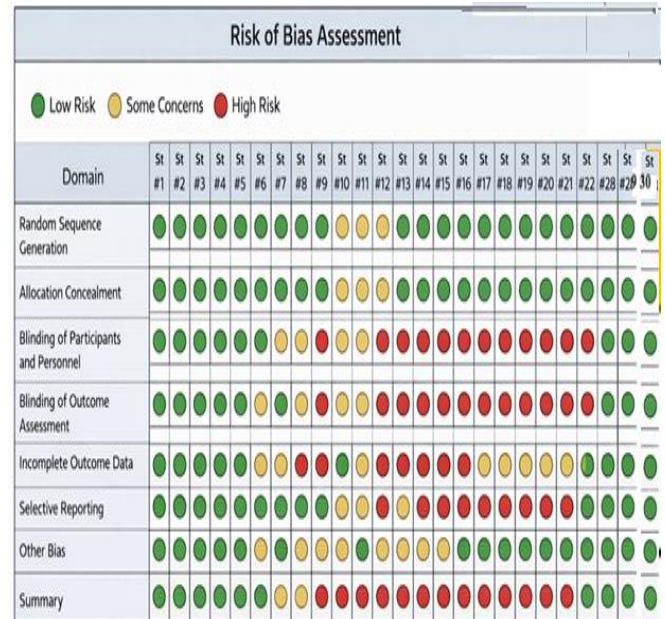 Risk of Bias Assessment
Low Risk Some Concerns High Risk
Domain St #1 St #2 St #3 St #4 St #5 St #6 St #7 St #8 St #9 St #10 St #11 St #12 St #13 St #14 St #15 St #16 St #17 St #18 St #19 St #20 St #21 St #22 St #28 St St 30
Random Sequence
Generation
Allocation Concealment
Blinding of Participants
and Personnel
Blinding of Outcome
Assessment
Incomplete Outcome Data
Selective Reporting
Other Bias
Summary